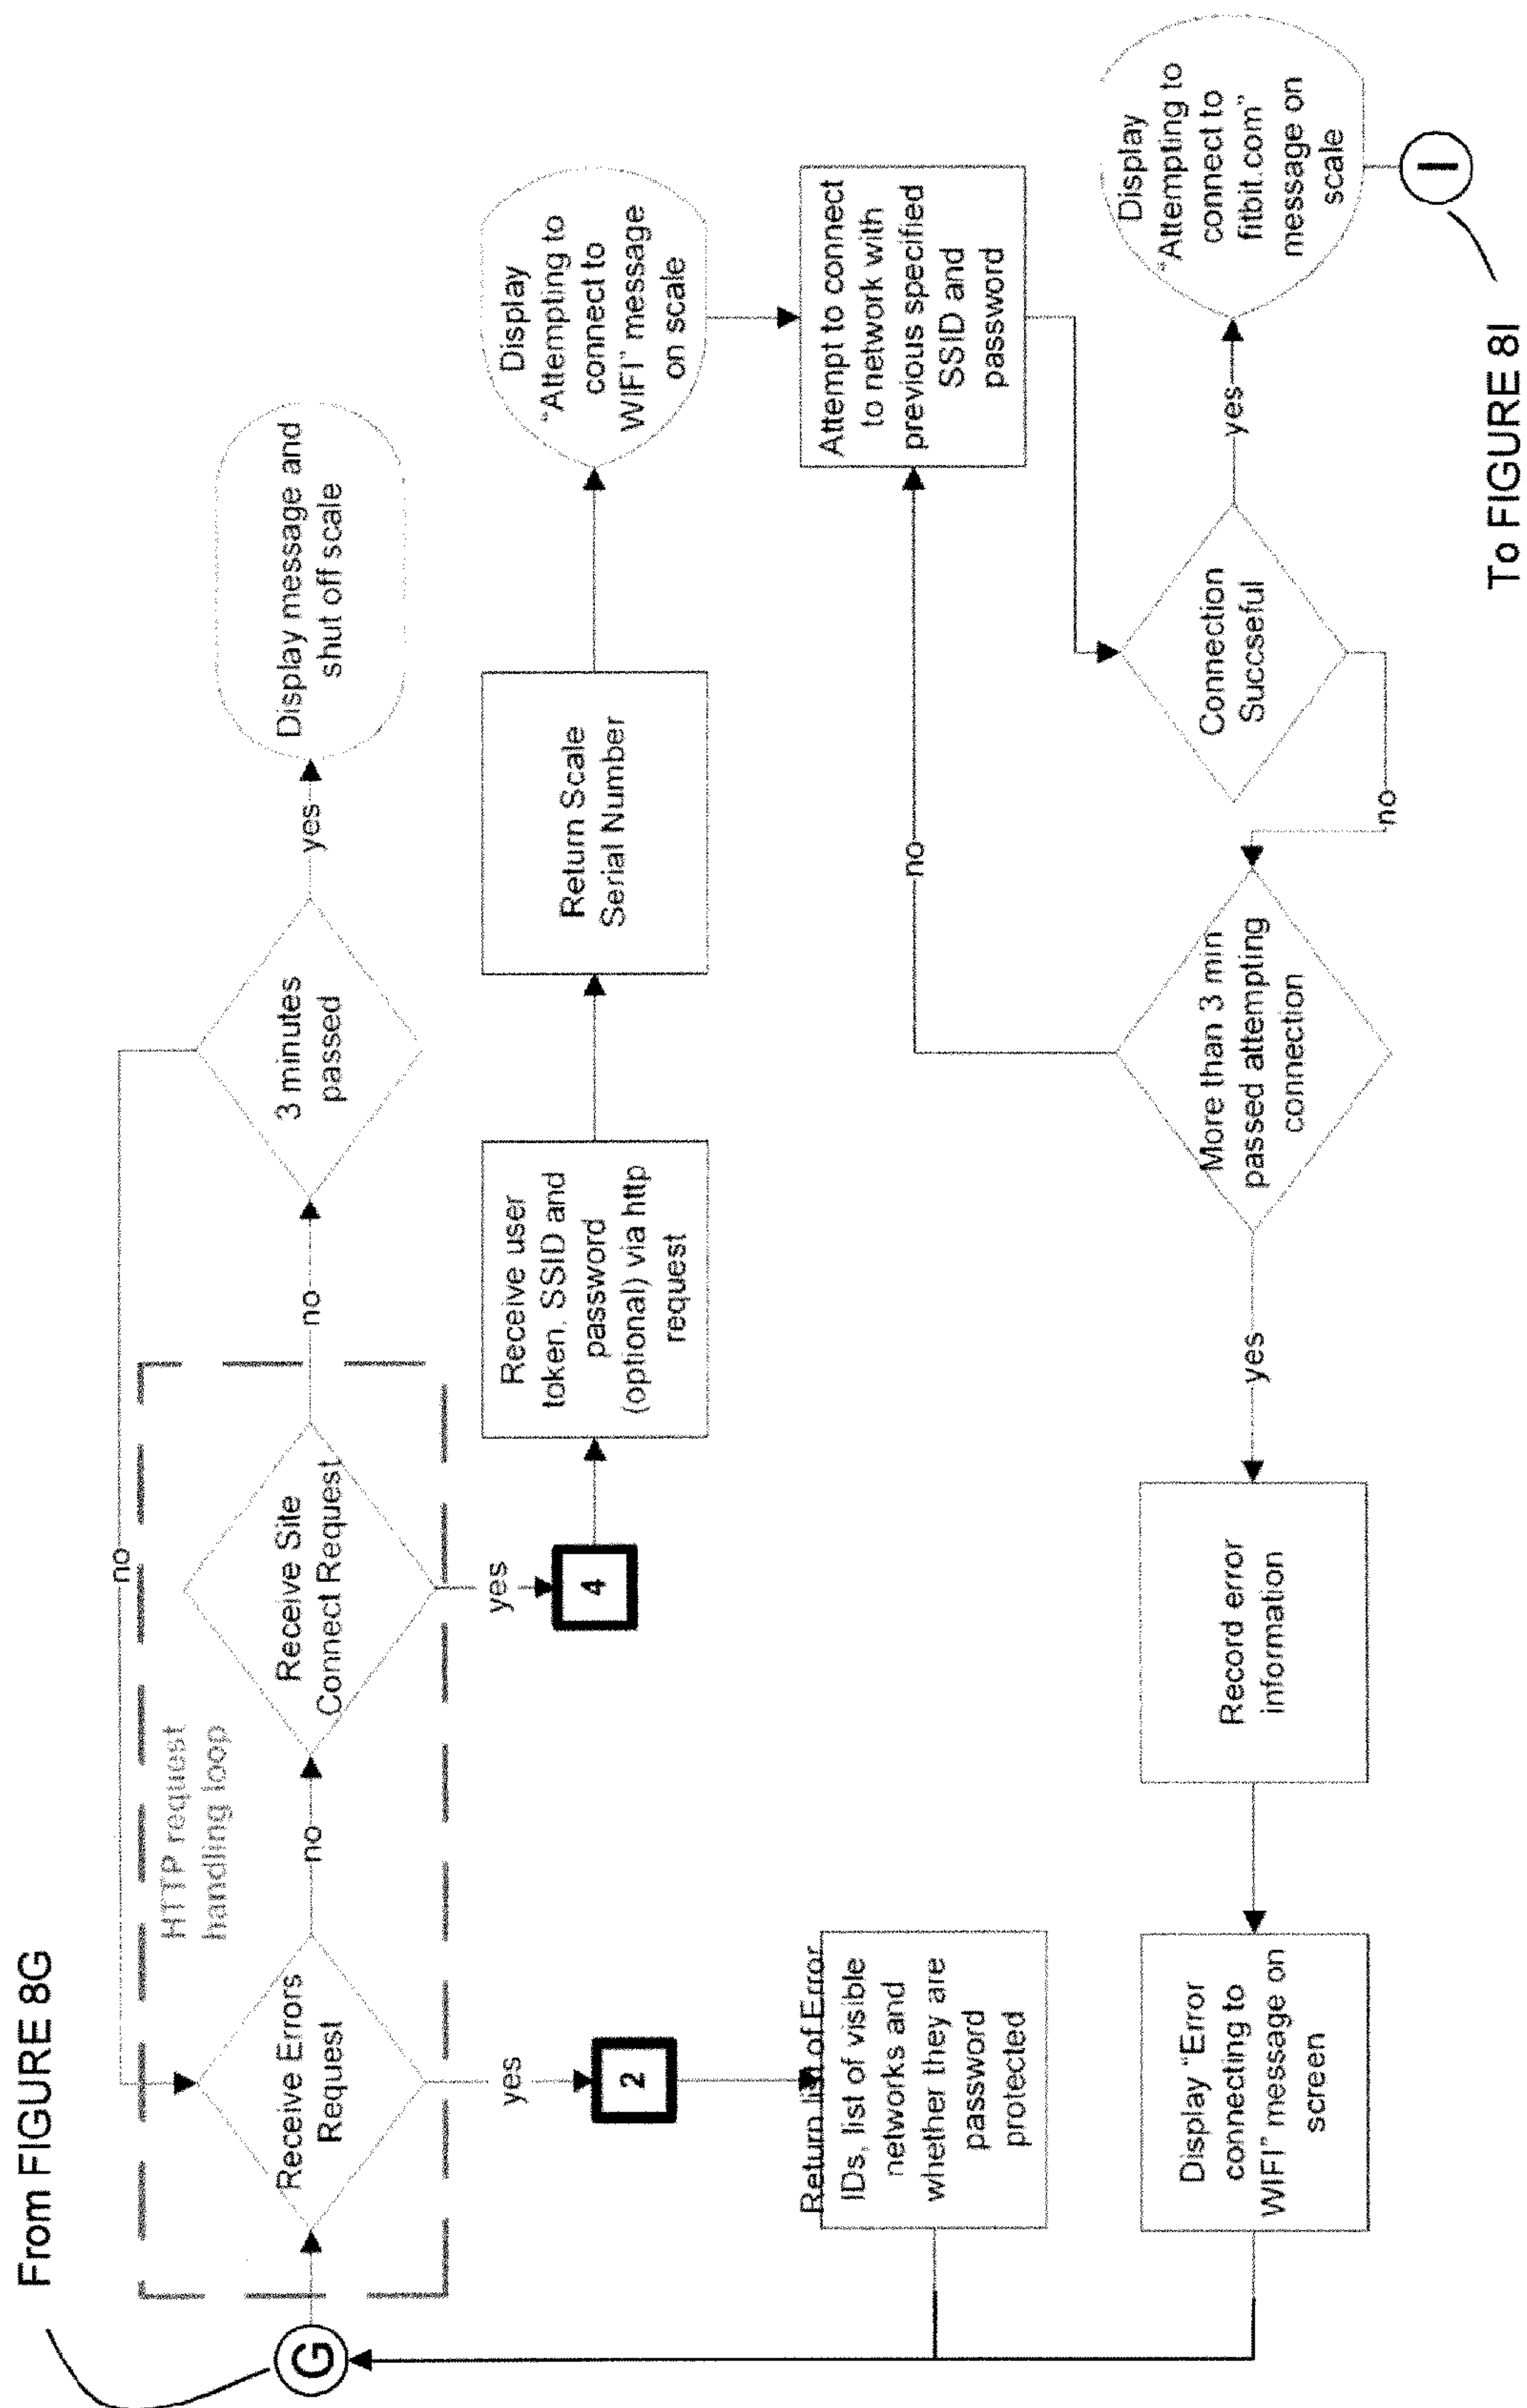 From FIGURE 8G
G
HTTP request
handling loop
Receive Errors
Request
no
Receive Site
Connect Request
no
3 minutes
passed
no
yes
Display message and
shut off scale
yes
2
yes
4
Receive user
token, SSID and
password
(optional) via http
request
Return Scale
Serial Number
Display
"Attempting to
connect to
WIFI" message
on scale
Return list of Error
IDs, list of visible
networks and
whether they are
password
protected
Attempt to connect
to network with
previous specified
SSID and
password
no
Display "Error
connecting to
WIFI" message on
screen
Record error
information
yes
More than 3 min
passed attempting
connection
no
Connection
Succseful
yes
Display
"Attempting to
connect to
fitbit.com"
message on
scale
I
To FIGURE 8I